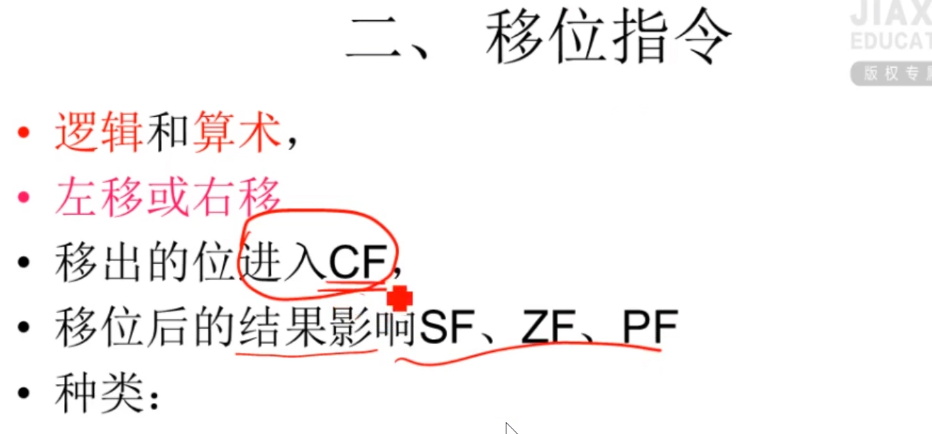 二、 移位指令
JIAX
EDUCAT
版权专
• 逻辑和算术，
• 左移或右移
• 移出的位进入CF，
• 移位后的结果影响SF、ZF、PF
• 种类：